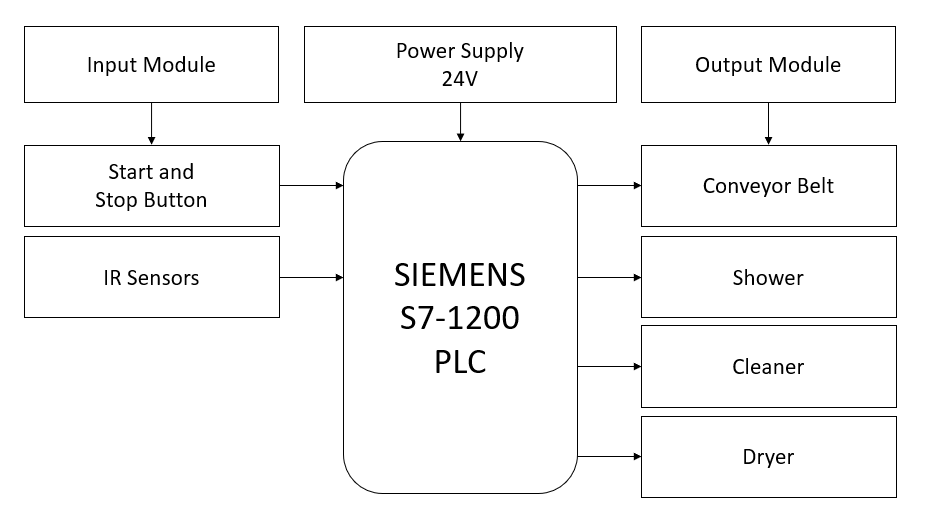 Input Module
Power Supply
24V
Output Module
Start and
Stop Button
IR Sensors
SIEMENS
S7-1200
PLC
Conveyor Belt
Shower
Cleaner
Dryer